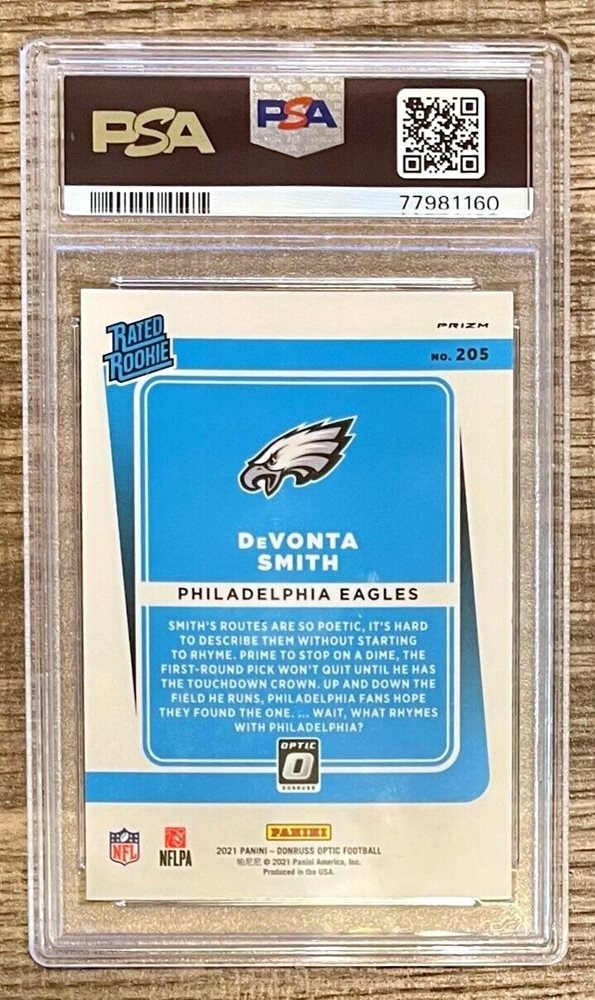 PSA
PSA
77981160
RATED
ROOKIE
PRIZM
NO. 205
DeVONTA
SMITH
PHILADELPHIA EAGLES
SMITH'S ROUTES ARE SO POETIC, IT'S HARD
TO DESCRIBE THEM WITHOUT STARTING
TO RHYME. PRIME TO STOP ON A DIME, THE
FIRST-ROUND PICK WON'T QUIT UNTIL HE HAS
THE TOUCHDOWN CROWN. UP AND DOWN THE
FIELD HE RUNS, PHILADELPHIA FANS HOPE
THEY FOUND THE ONE. ... WAIT, WHAT RHYMES
WITH PHILADELPHIA?
OPTIC
O
DONRUSS
NFL
NFLPA
PANINI
2021 PANINI – DONRUSS OPTIC FOOTBALL
帕尼尼 © 2021 Panini America, Inc.
Produced in the USA.